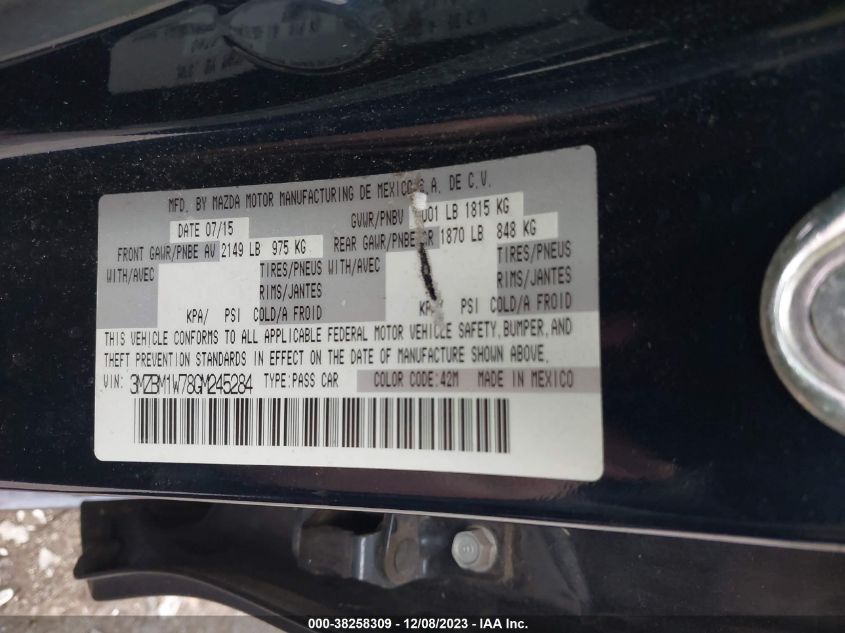 MFD. BY MAZDA MOTOR MANUFACTURING DE MEXICO S.A. DE C.V.
DATE 07/15 GVWR/PNBV 001 LB 1815 KG
FRONT GAWR/PNBE AV 2149 LB 975 KG REAR GAWR/PNBE AR 1870 LB 848 KG
WITH/AVEC TIRES/PNEUS WITH/AVEC TIRES/PNEUS
RIMS/JANTES RIMS/JANTES
KPA/ PSI COLD/A FROID KPA/ PSI COLD/A FROID
THIS VEHICLE CONFORMS TO ALL APPLICABLE FEDERAL MOTOR VEHICLE SAFETY, BUMPER, AND
THEFT PREVENTION STANDARDS IN EFFECT ON THE DATE OF MANUFACTURE SHOWN ABOVE.
VIN: 3MZBM1W78GM245284 TYPE:PASS CAR COLOR CODE:42M MADE IN MEXICO
000-38258309 - 12/08/2023 - IAA Inc.